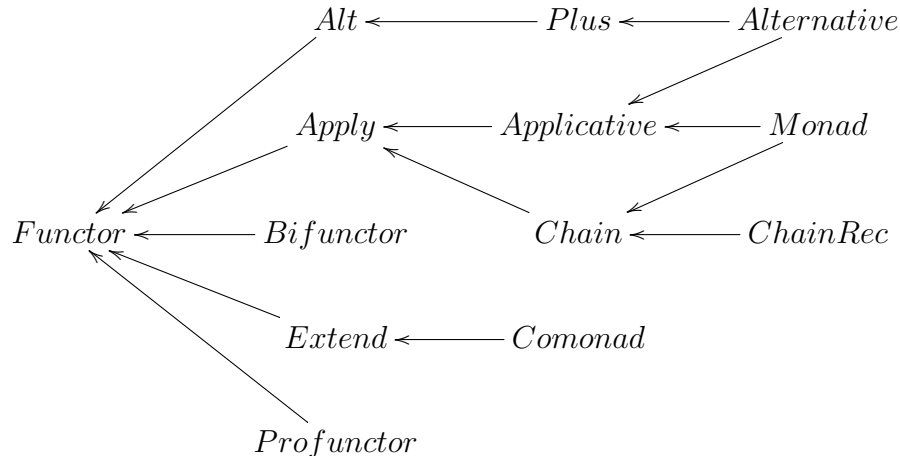 Alt Plus Alternative
Apply Applicative Monad
Functor Bifunctor Chain ChainRec
Extend Comonad
Profunctor